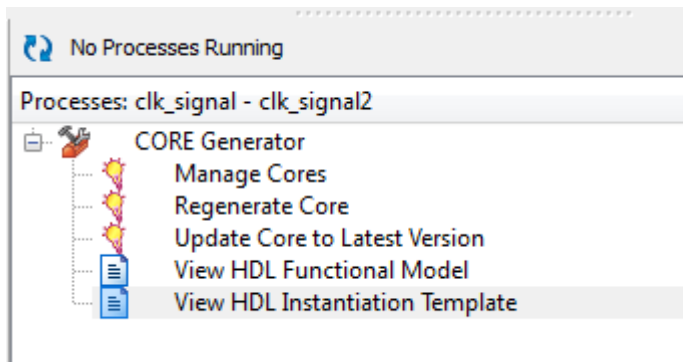 No Processes Running
Processes: clk_signal - clk_signal2
CORE Generator
Manage Cores
Regenerate Core
Update Core to Latest Version
View HDL Functional Model
View HDL Instantiation Template